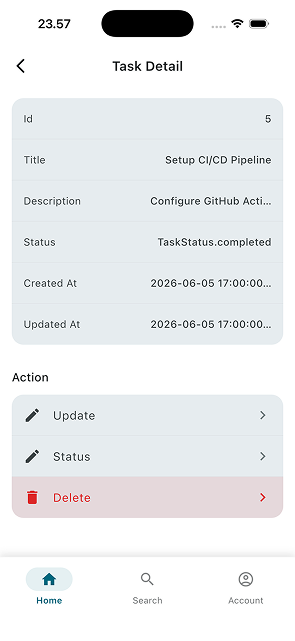 23.57
Task Detail
Id 5
Title Setup CI/CD Pipeline
Description Configure GitHub Acti...
Status TaskStatus.completed
Created At 2026-06-05 17:00:00...
Updated At 2026-06-05 17:00:00...
Action
Update
Status
Delete
Home Search Account